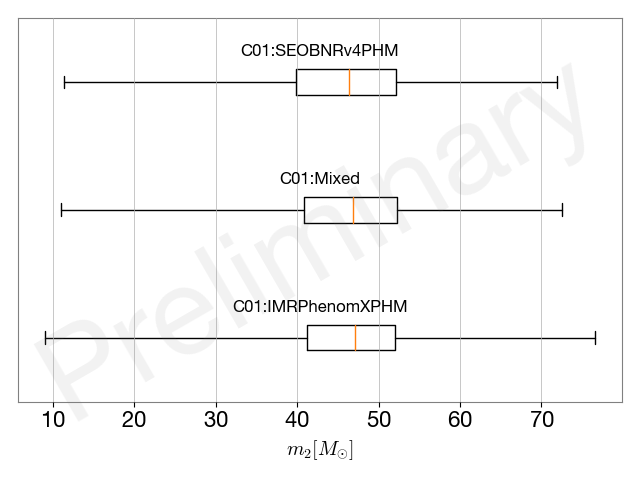 C01:SEOBNRv4PHM
C01:Mixed
C01:IMRPhenomXPHM
Preliminary
10 20 30 40 50 60 70
m₂[M☉]